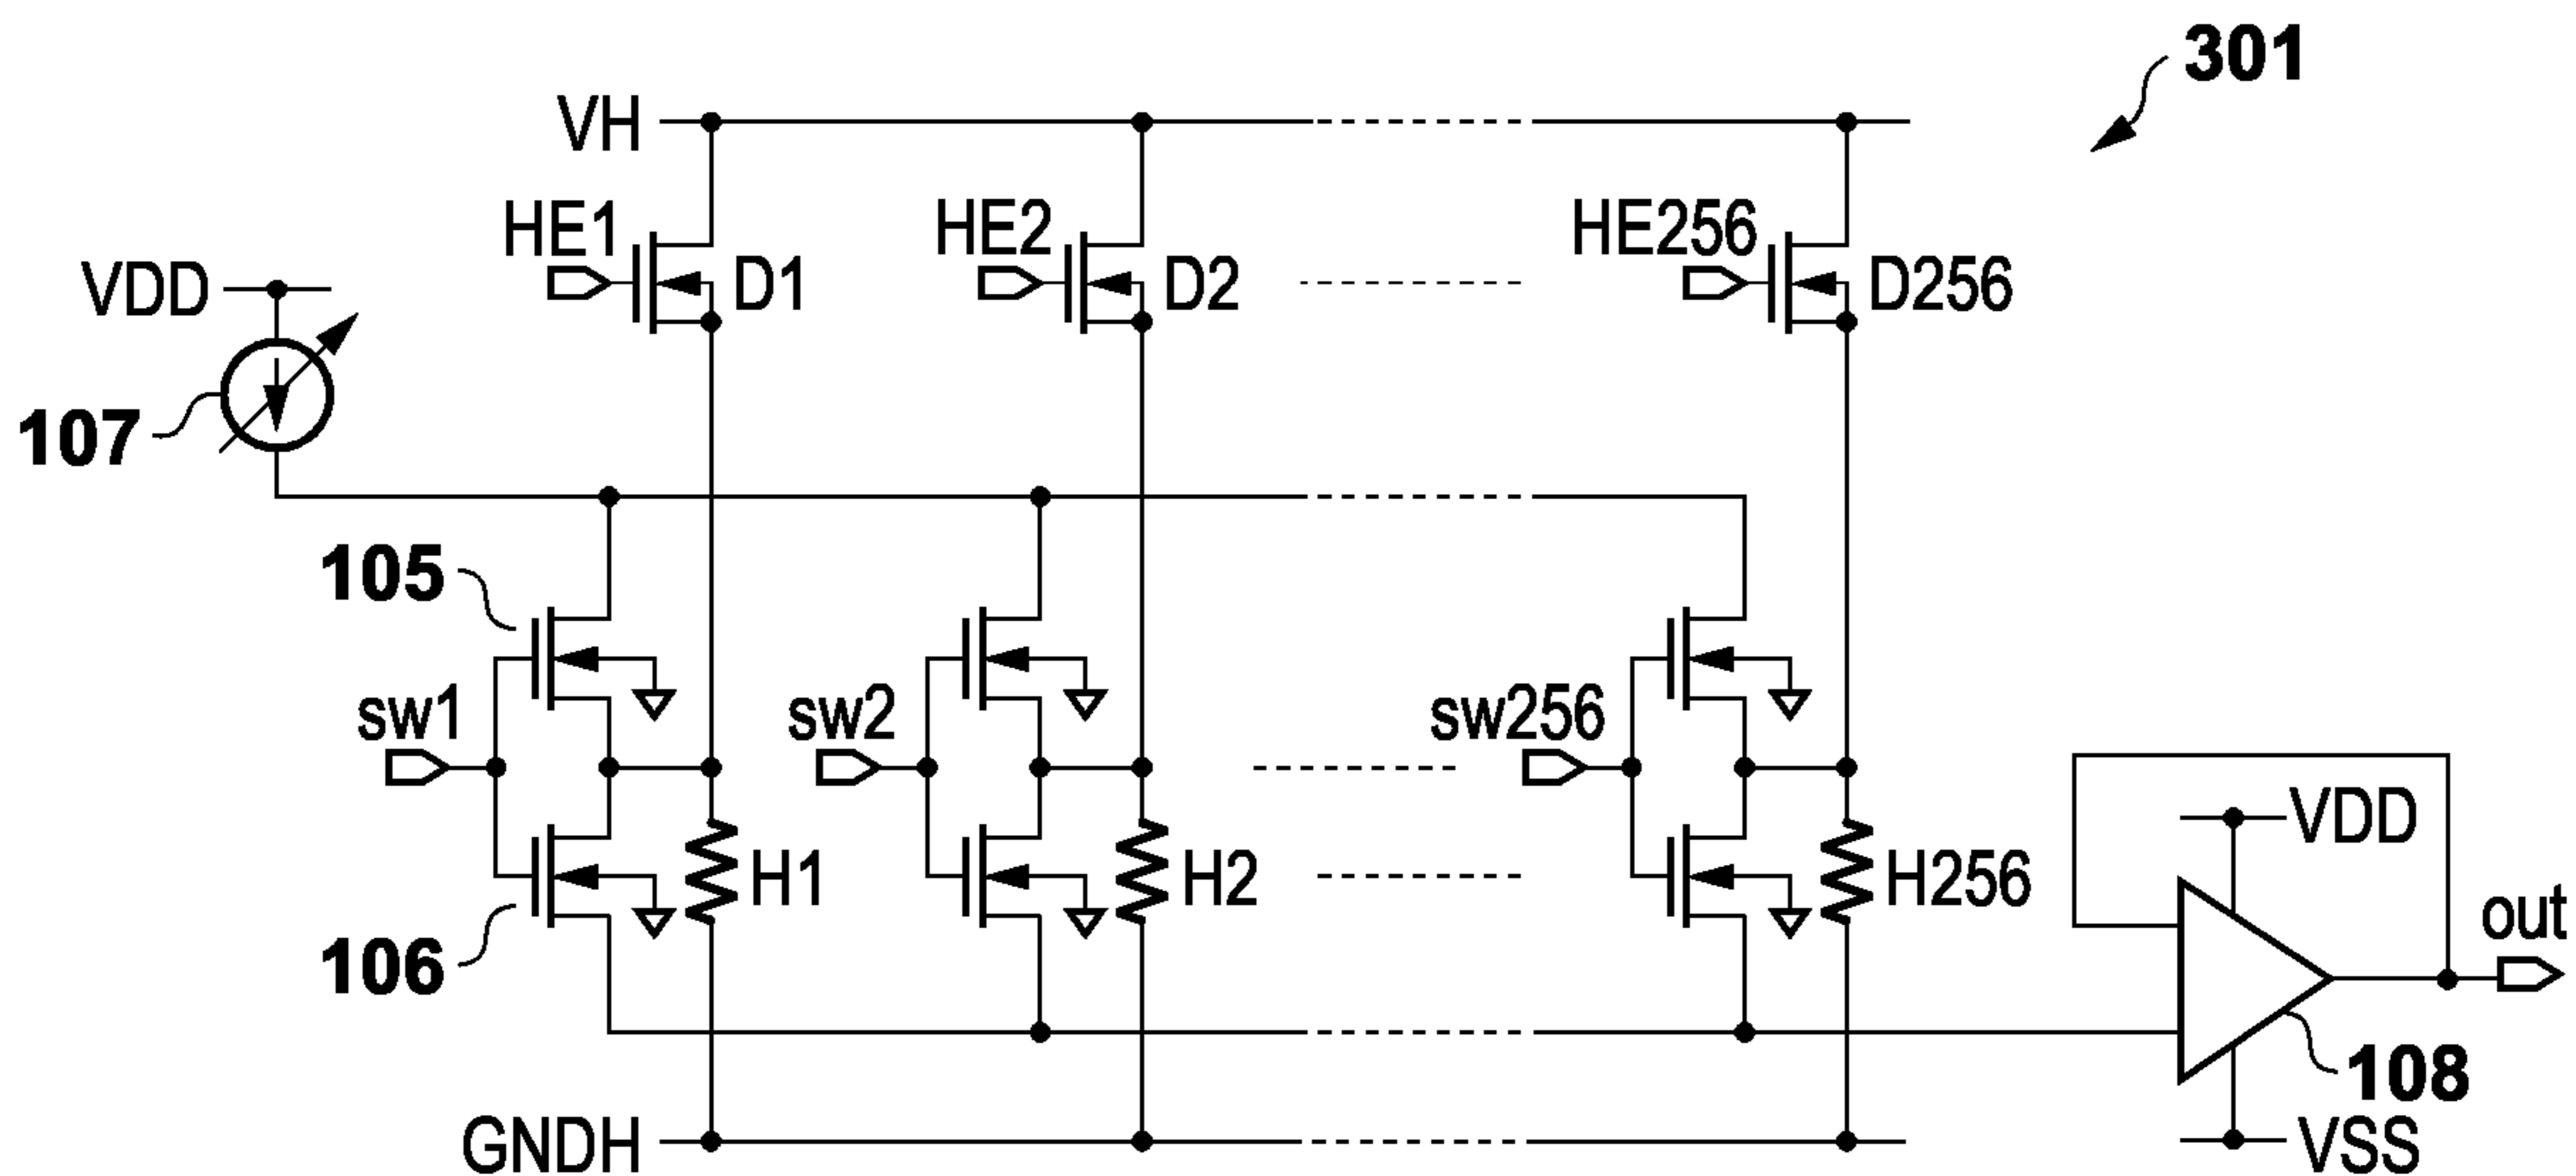 301
VH
HE1
HE2
HE256
VDD
D1
D2
D256
107
105
sw1
sw2
sw256
VDD
H1
H2
H256
out
106
108
GNDH
VSS